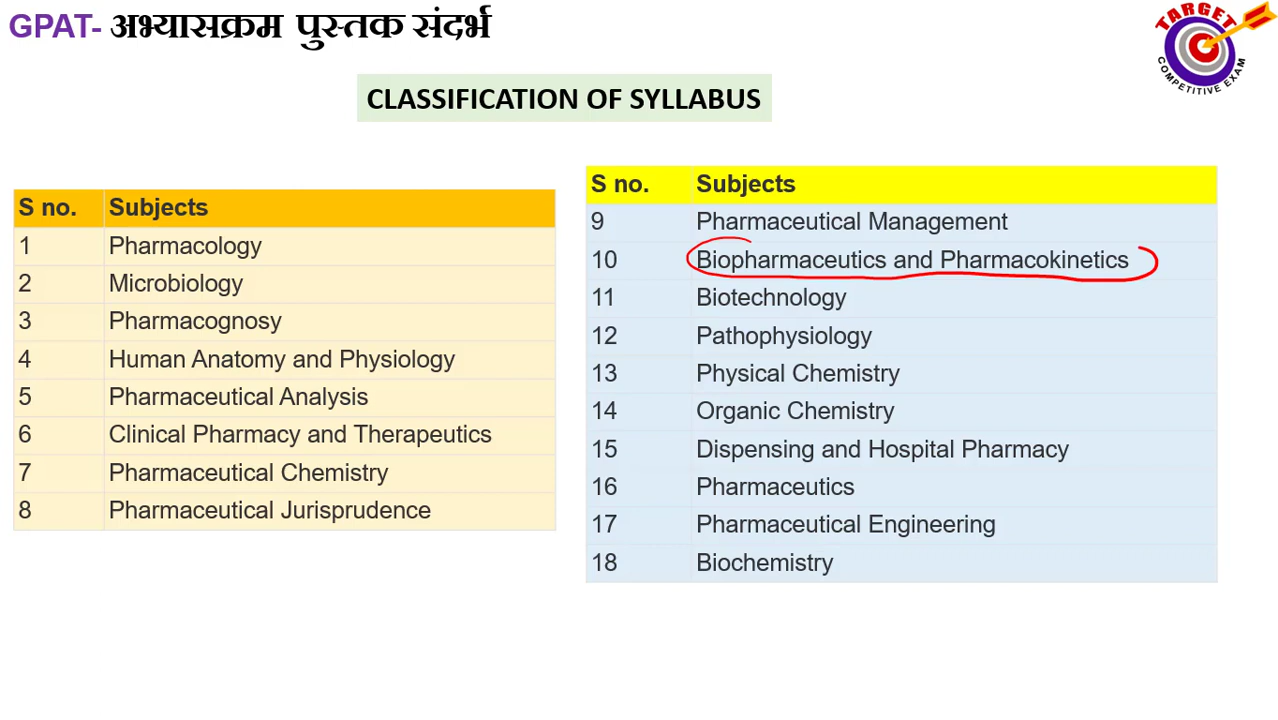 GPAT- अभ्यासक्रम पुस्तक संदर्भ
TARGET
COMPETITIVE EXAM
CLASSIFICATION OF SYLLABUS
S no. Subjects
1 Pharmacology
2 Microbiology
3 Pharmacognosy
4 Human Anatomy and Physiology
5 Pharmaceutical Analysis
6 Clinical Pharmacy and Therapeutics
7 Pharmaceutical Chemistry
8 Pharmaceutical Jurisprudence
S no. Subjects
9 Pharmaceutical Management
10 Biopharmaceutics and Pharmacokinetics
11 Biotechnology
12 Pathophysiology
13 Physical Chemistry
14 Organic Chemistry
15 Dispensing and Hospital Pharmacy
16 Pharmaceutics
17 Pharmaceutical Engineering
18 Biochemistry